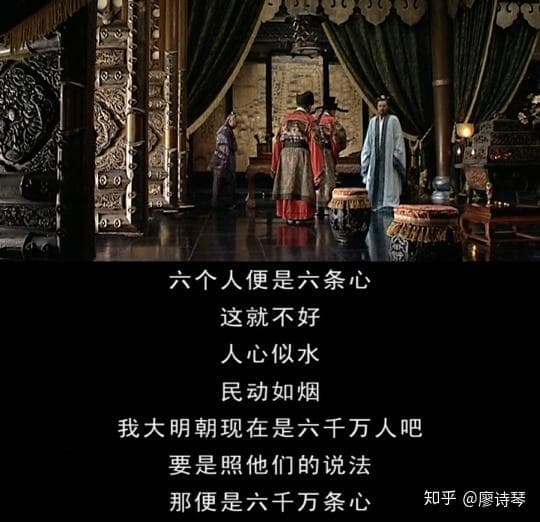 六个人便是六条心
这就不好
人心似水
民动如烟
我大明朝现在是六千万人吧
要是照他们的说法
那便是六千万条心
知乎 @廖诗琴